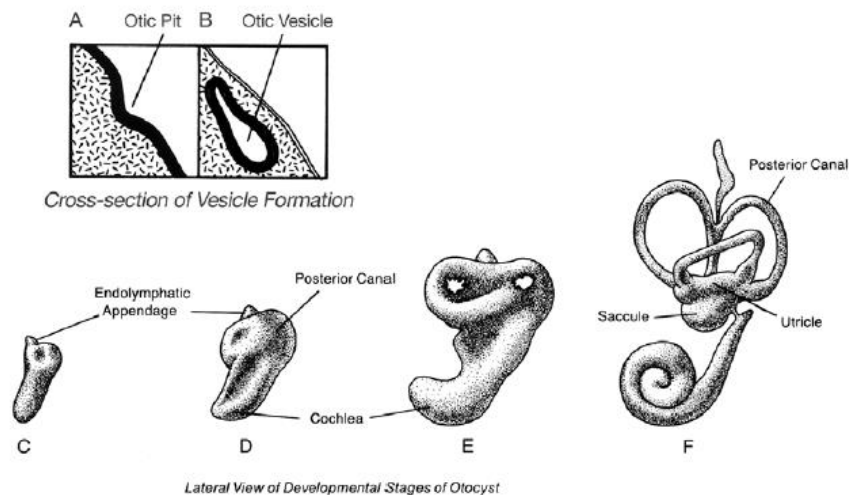 A
Otic Pit
B
Otic Vesicle
Cross-section of Vesicle Formation
Posterior Canal
Endolymphatic
Appendage
Posterior Canal
Saccule
Utricle
Cochlea
C
D
E
F
Lateral View of Developmental Stages of Otocyst